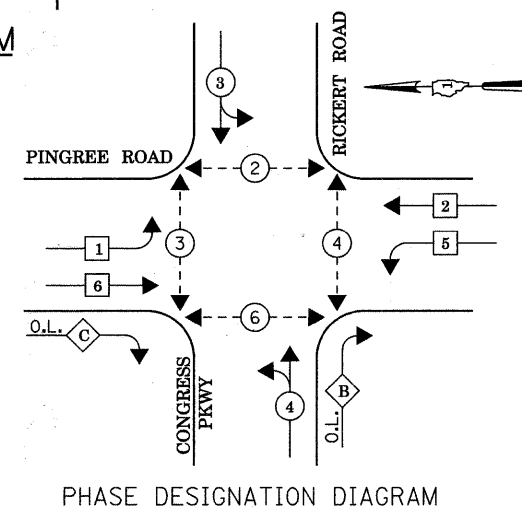 M
3
RICKERT ROAD
PINGREE ROAD
2
2
1
3
4
5
6
O.L. C
6
CONGRESS
PKWY
4
B
O.L.
PHASE DESIGNATION DIAGRAM